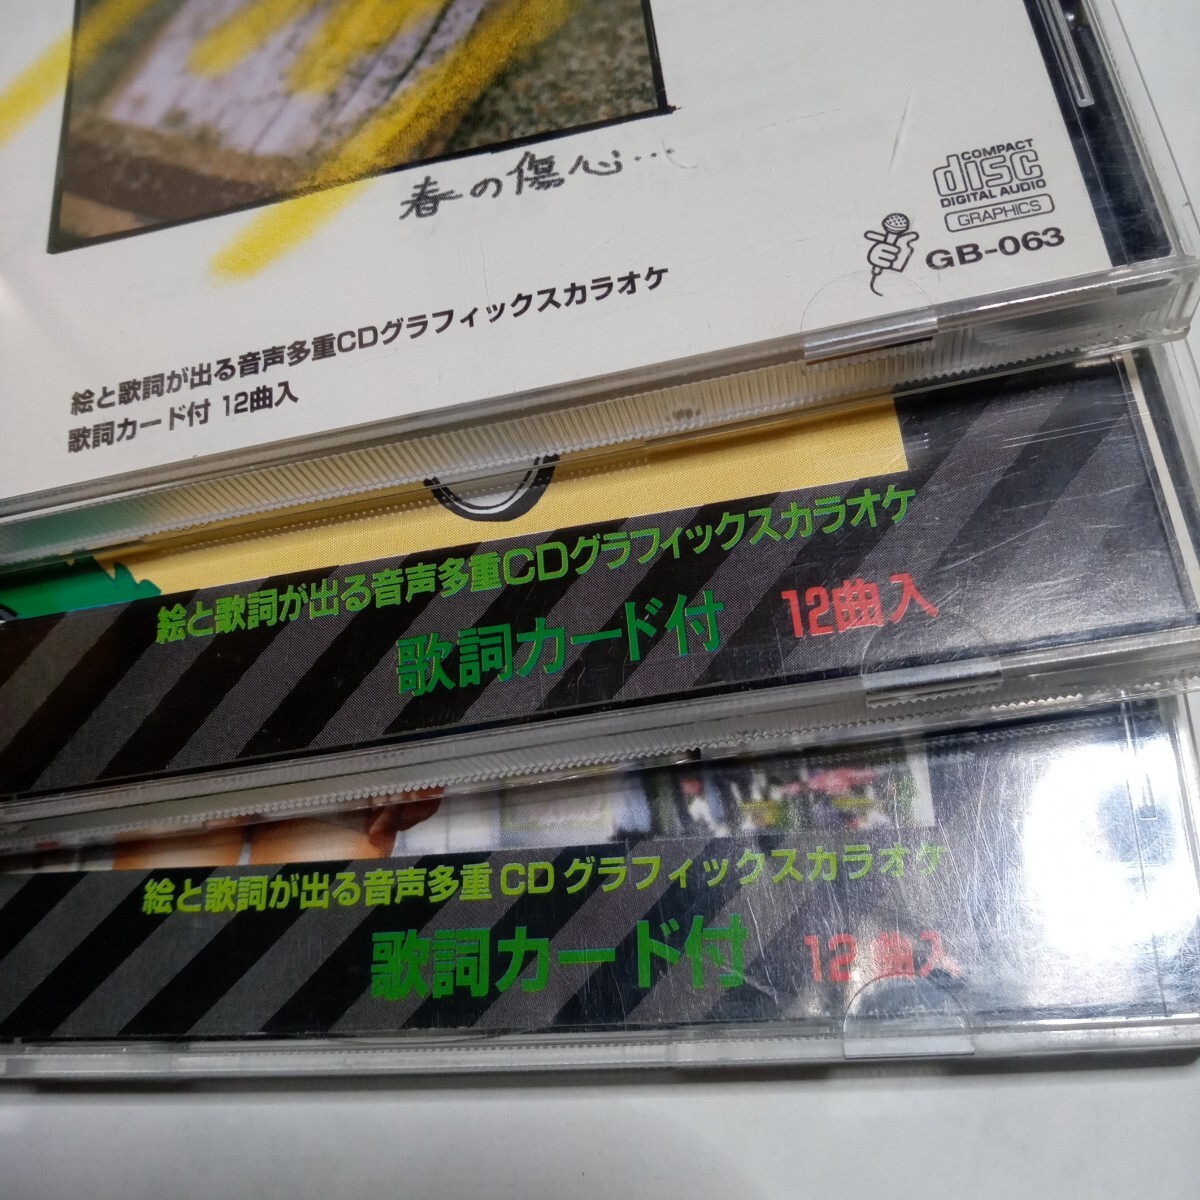 春の傷心…
COMPACT
disc
DIGITAL AUDIO
GRAPHICS
GB-063
絵と歌詞が出る音声多重CDグラフィックスカラオケ
歌詞カード付 12曲入
絵と歌詞が出る音声多重CDグラフィックスカラオケ
歌詞カード付 12曲入
絵と歌詞が出る音声多重CDグラフィックスカラオケ
歌詞カード付 12曲入